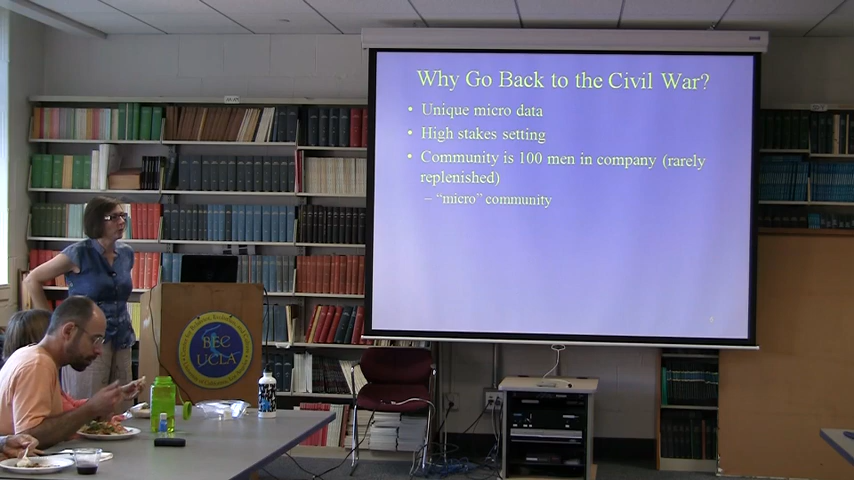 Why Go Back to the Civil War?
• Unique micro data
• High stakes setting
• Community is 100 men in company (rarely
replenished)
– “micro” community
BEC
UCLA